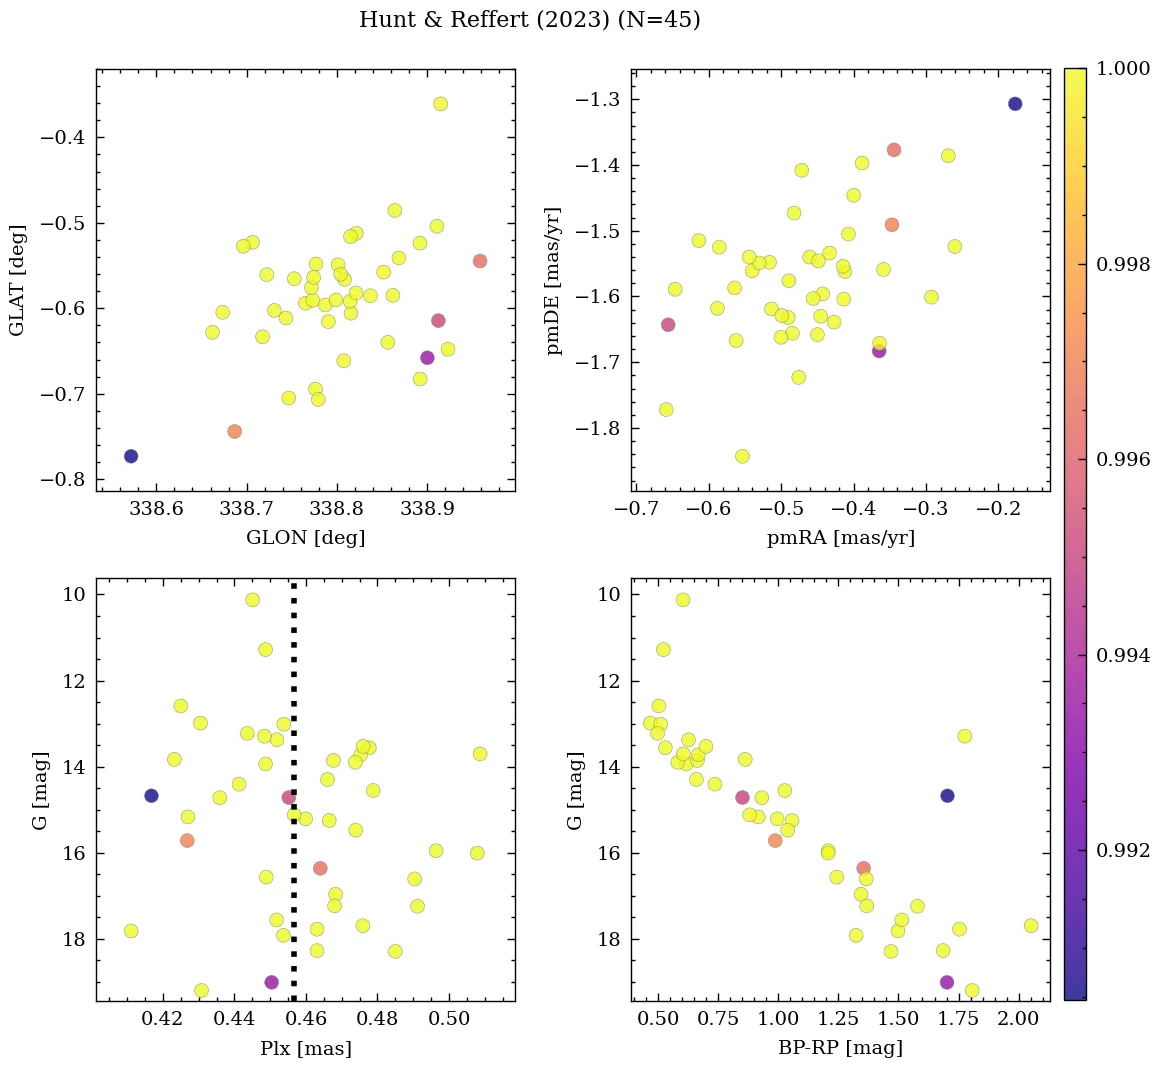 Hunt & Reffert (2023) (N=45)
−0.4
−0.5
−0.6
−0.7
−0.8
GLAT [deg]
338.6 338.7 338.8 338.9
GLON [deg]
−1.3
−1.4
−1.5
−1.6
−1.7
−1.8
pmDE [mas/yr]
−0.7 −0.6 −0.5 −0.4 −0.3 −0.2
pmRA [mas/yr]
1.000
0.998
0.996
0.994
0.992
10
12
14
16
18
G [mag]
0.42 0.44 0.46 0.48 0.50
Plx [mas]
10
12
14
16
18
G [mag]
0.50 0.75 1.00 1.25 1.50 1.75 2.00
BP-RP [mag]